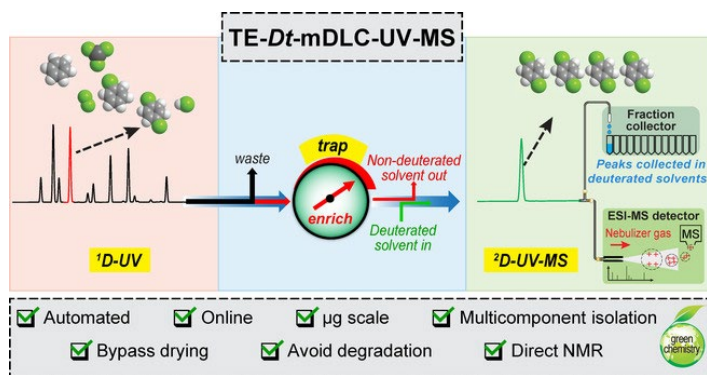 TE-Dt-mDLC-UV-MS
waste
trap
enrich
Non-deuterated
solvent out
Deuterated
solvent in
¹D-UV
Fraction
collector
Peaks collected in
deuterated solvents
ESI-MS detector
Nebulizer gas
MS
²D-UV-MS
Automated
Online
µg scale
Multicomponent isolation
Bypass drying
Avoid degradation
Direct NMR
green
chemistry